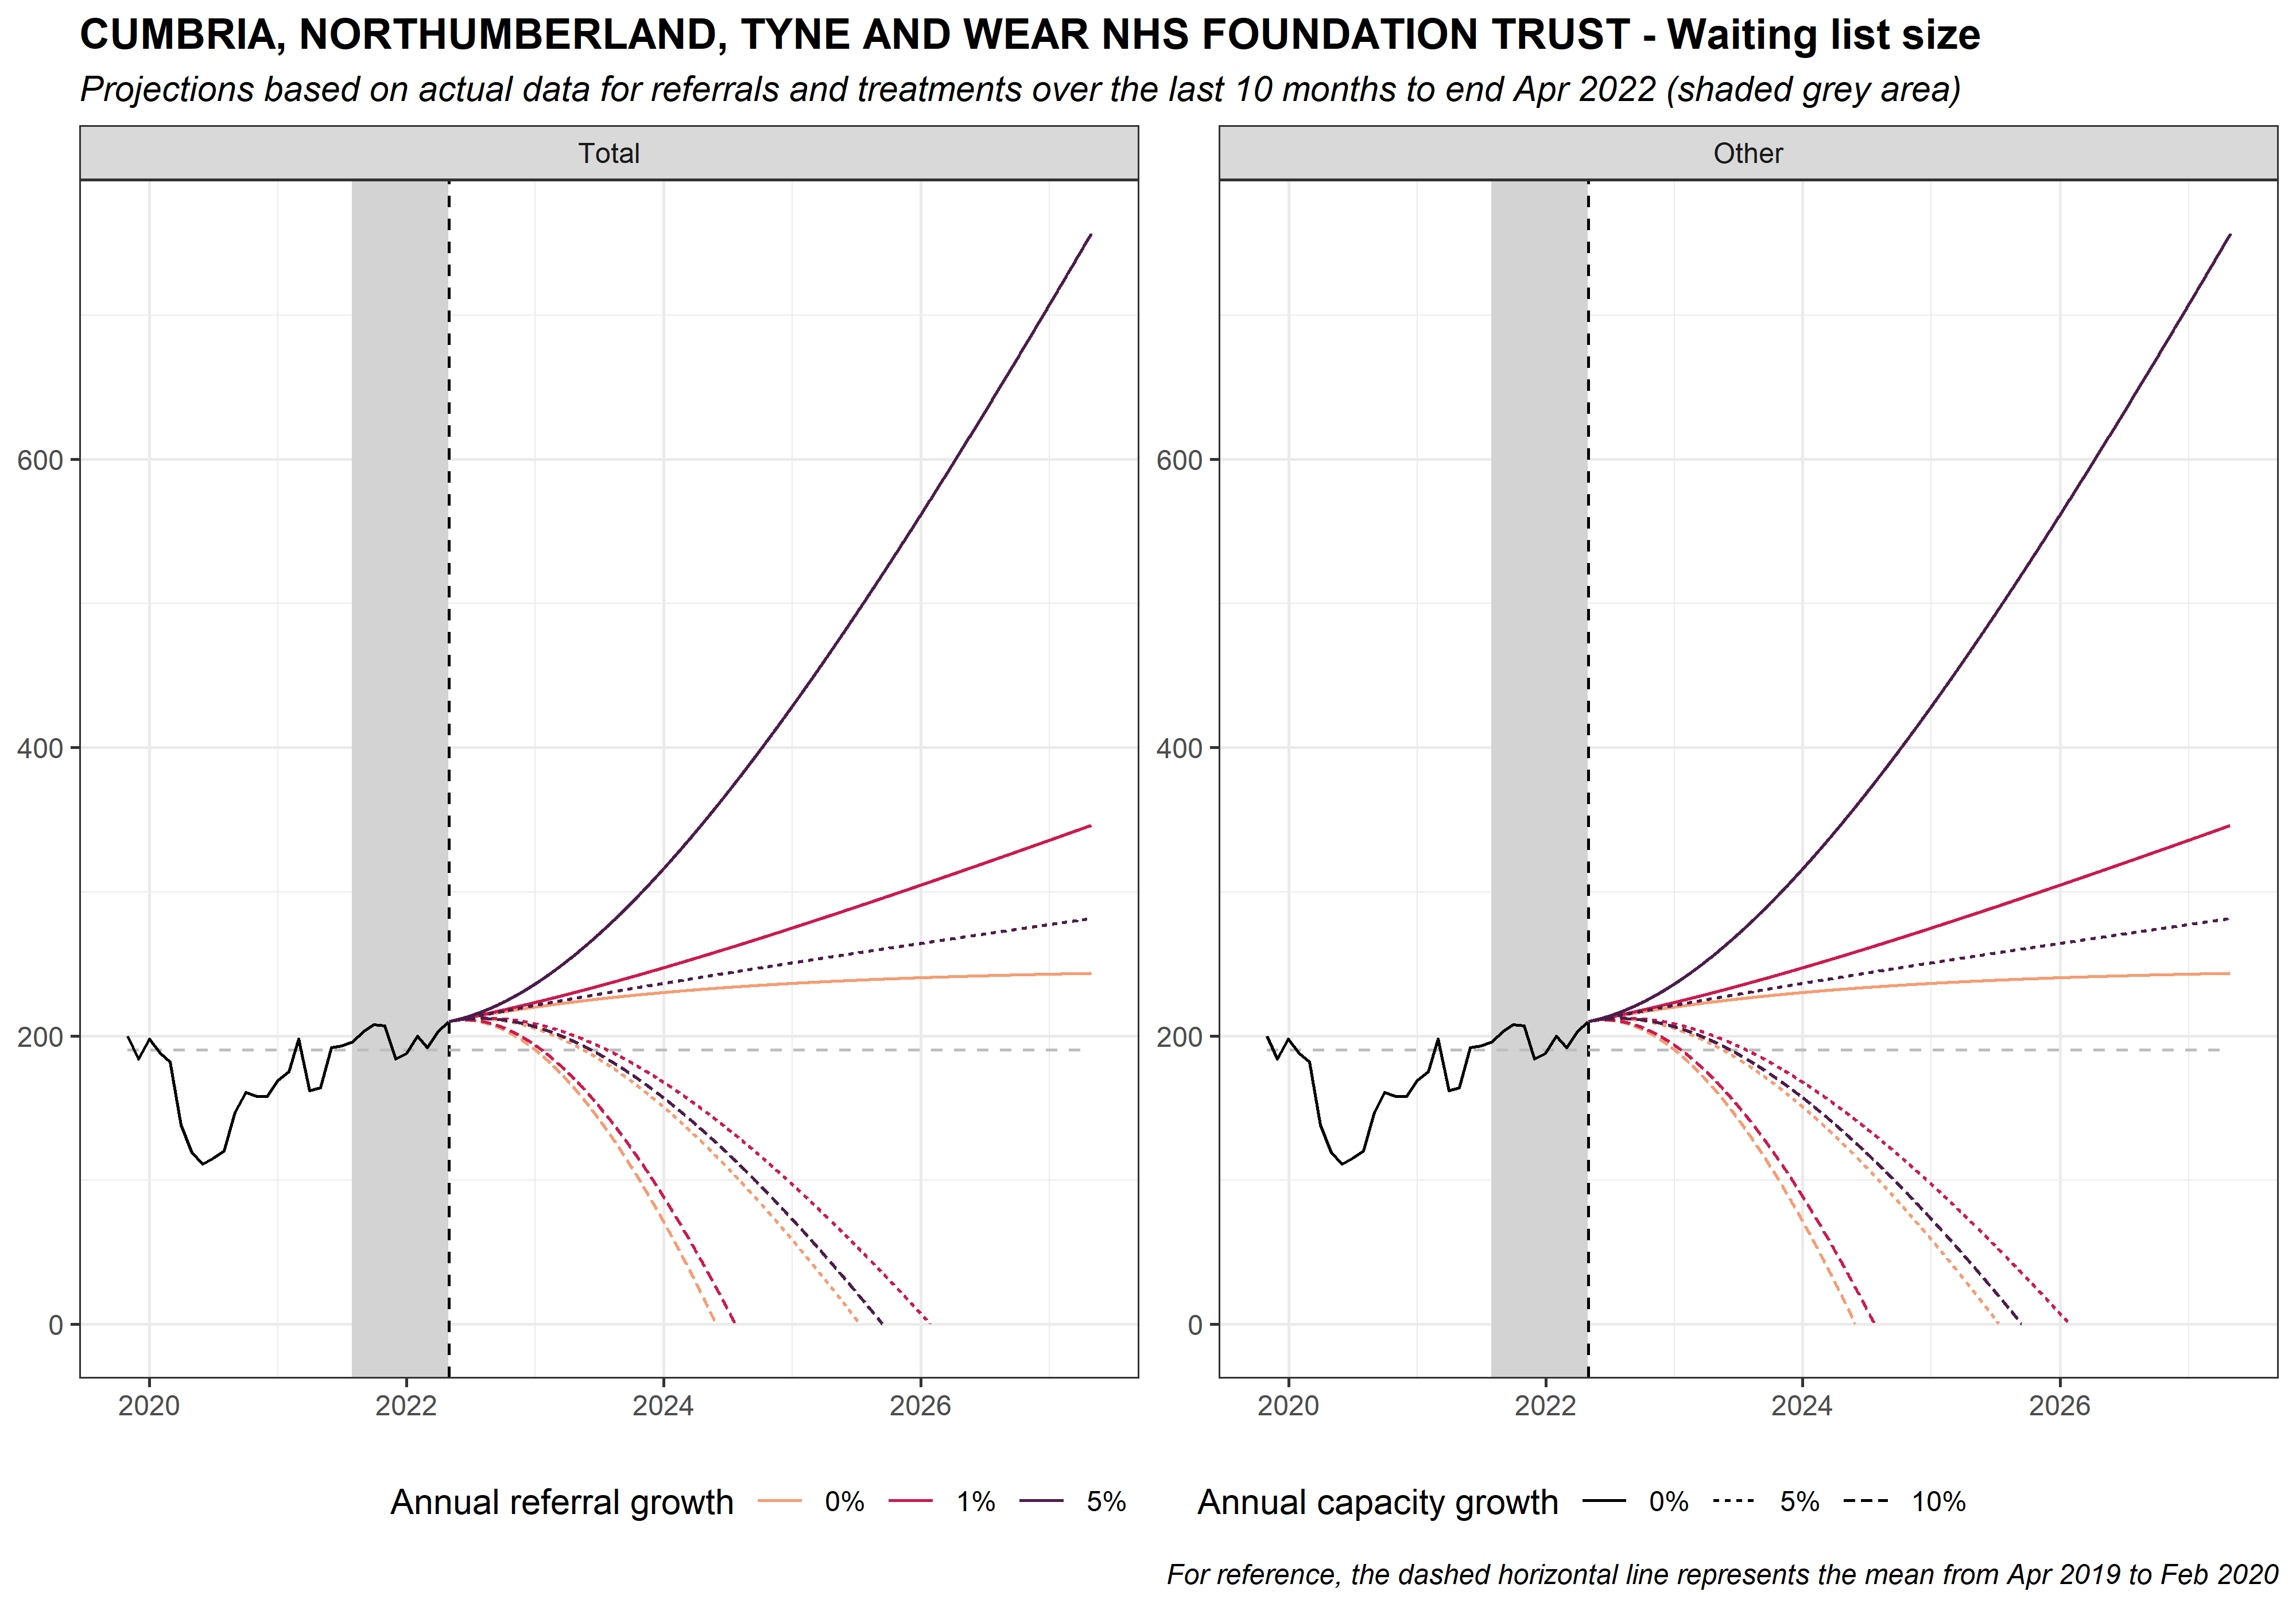 CUMBRIA, NORTHUMBERLAND, TYNE AND WEAR NHS FOUNDATION TRUST - Waiting list size
Projections based on actual data for referrals and treatments over the last 10 months to end Apr 2022 (shaded grey area)
Total
Other
600
400
200
0
600
400
200
0
2020 2022 2024 2026
2020 2022 2024 2026
Annual referral growth 0% 1% 5%
Annual capacity growth 0% 5% 10%
For reference, the dashed horizontal line represents the mean from Apr 2019 to Feb 2020